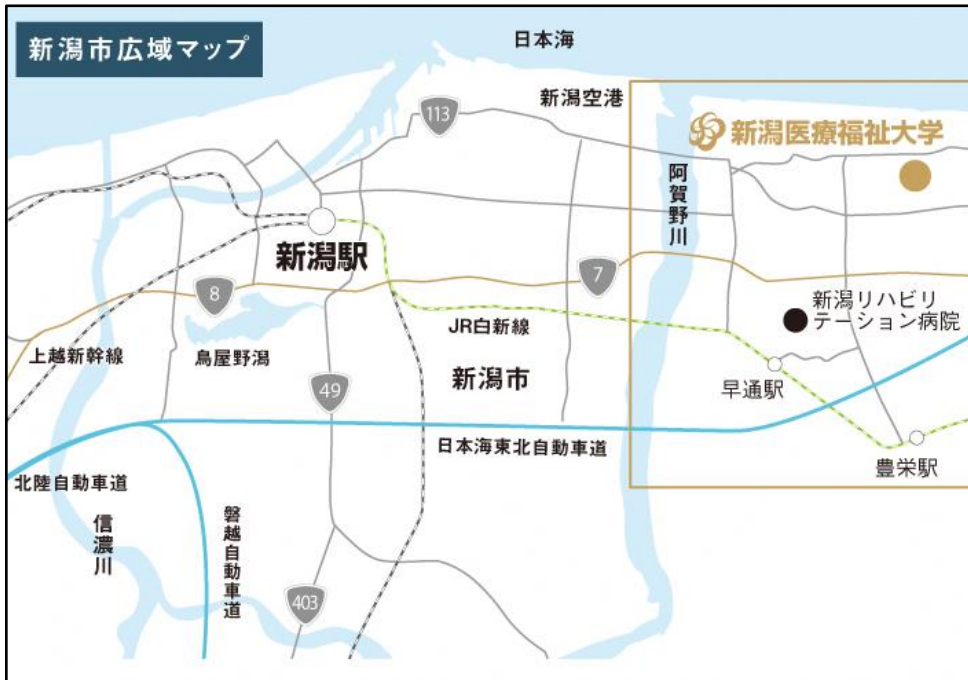 新潟市広域マップ
日本海
新潟空港
113
新潟医療福祉大学
阿賀野川
新潟駅
7
8
新潟リハビリ
テーション病院
JR白新線
上越新幹線
鳥屋野潟
新潟市
49
早通駅
日本海東北自動車道
豊栄駅
北陸自動車道
信濃川
磐越自動車道
403